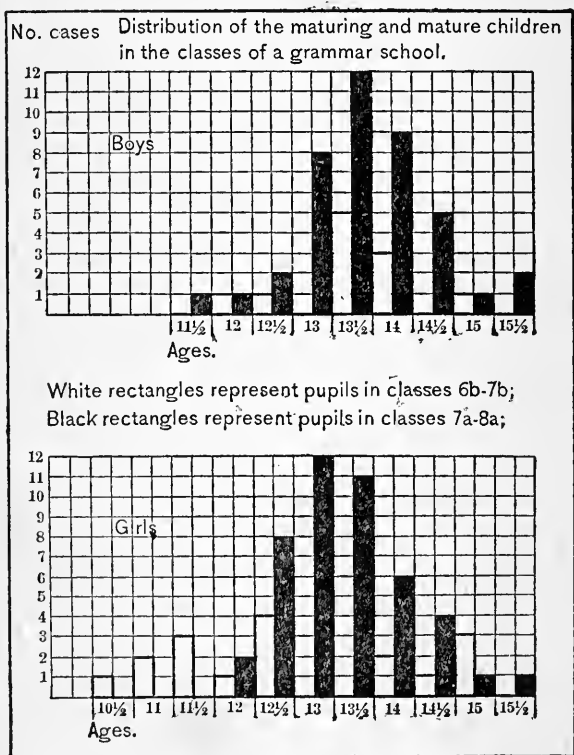 No. cases Distribution of the maturing and mature children
in the classes of a grammar school.
12
11
10
9
8
7
6
5
4
3
2
1
Boys
11½ 12 12½ 13 13½ 14 14½ 15 15½
Ages.
White rectangles represent pupils in classes 6b-7b;
Black rectangles represent pupils in classes 7a-8a;
12
11
10
9
8
7
6
5
4
3
2
1
Girls
10½ 11 11½ 12 12½ 13 13½ 14 14½ 15 15½
Ages.